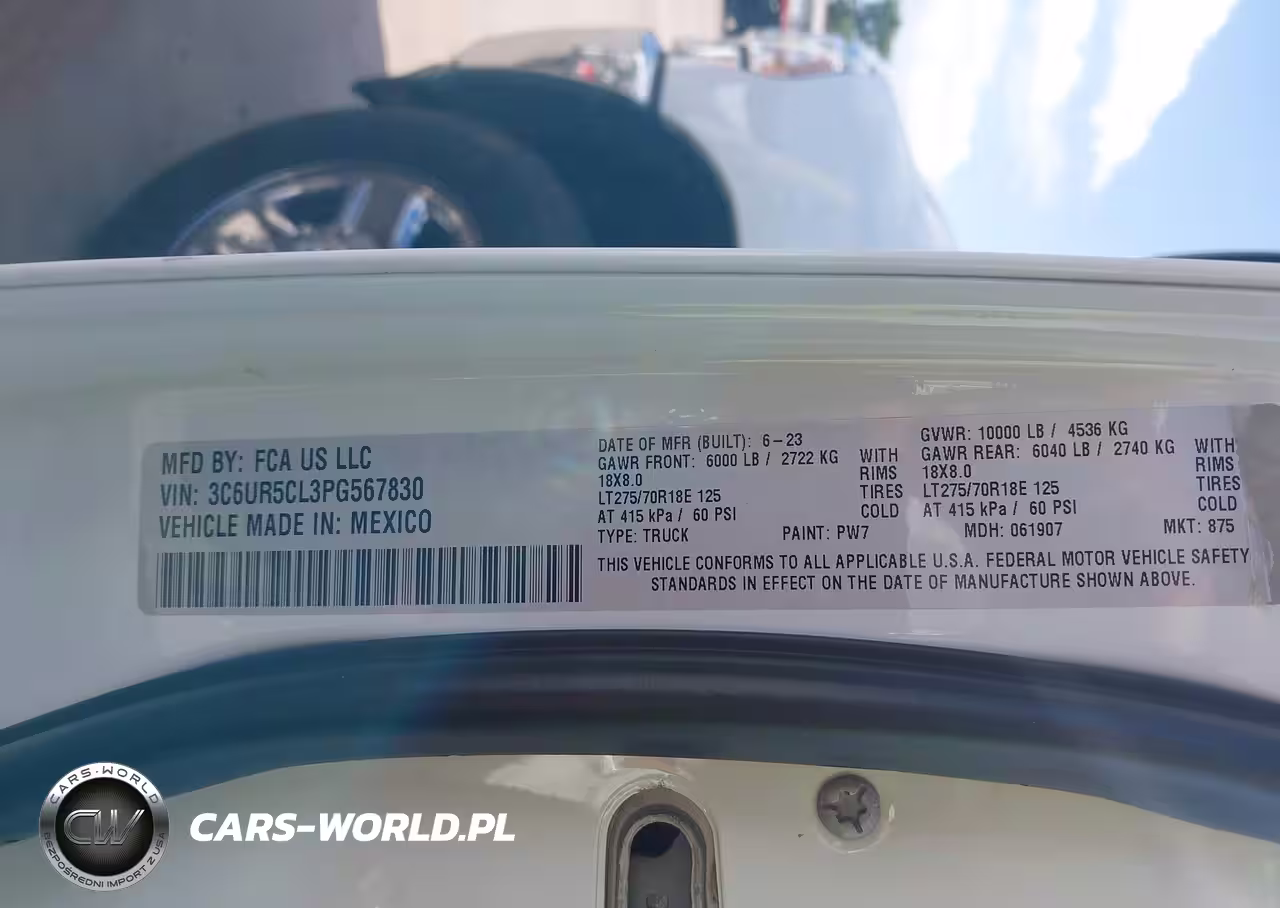 MFD BY: FCA US LLC
VIN: 3C6UR5CL3PG567830
VEHICLE MADE IN: MEXICO
DATE OF MFR (BUILT): 6-23
GAWR FRONT: 6000 LB / 2722 KG
18X8.0
LT275/70R18E 125
AT 415 kPa / 60 PSI
WITH
RIMS
TIRES
COLD
GVWR: 10000 LB / 4536 KG
GAWR REAR: 6040 LB / 2740 KG
18X8.0
LT275/70R18E 125
AT 415 kPa / 60 PSI
WITH
RIMS
TIRES
COLD
TYPE: TRUCK PAINT: PW7 MDH: 061907 MKT: 875
THIS VEHICLE CONFORMS TO ALL APPLICABLE U.S.A. FEDERAL MOTOR VEHICLE SAFETY
STANDARDS IN EFFECT ON THE DATE OF MANUFACTURE SHOWN ABOVE.
CARS-WORLD
CW
BEZPOŚREDNI IMPORT Z USA
CARS-WORLD.PL